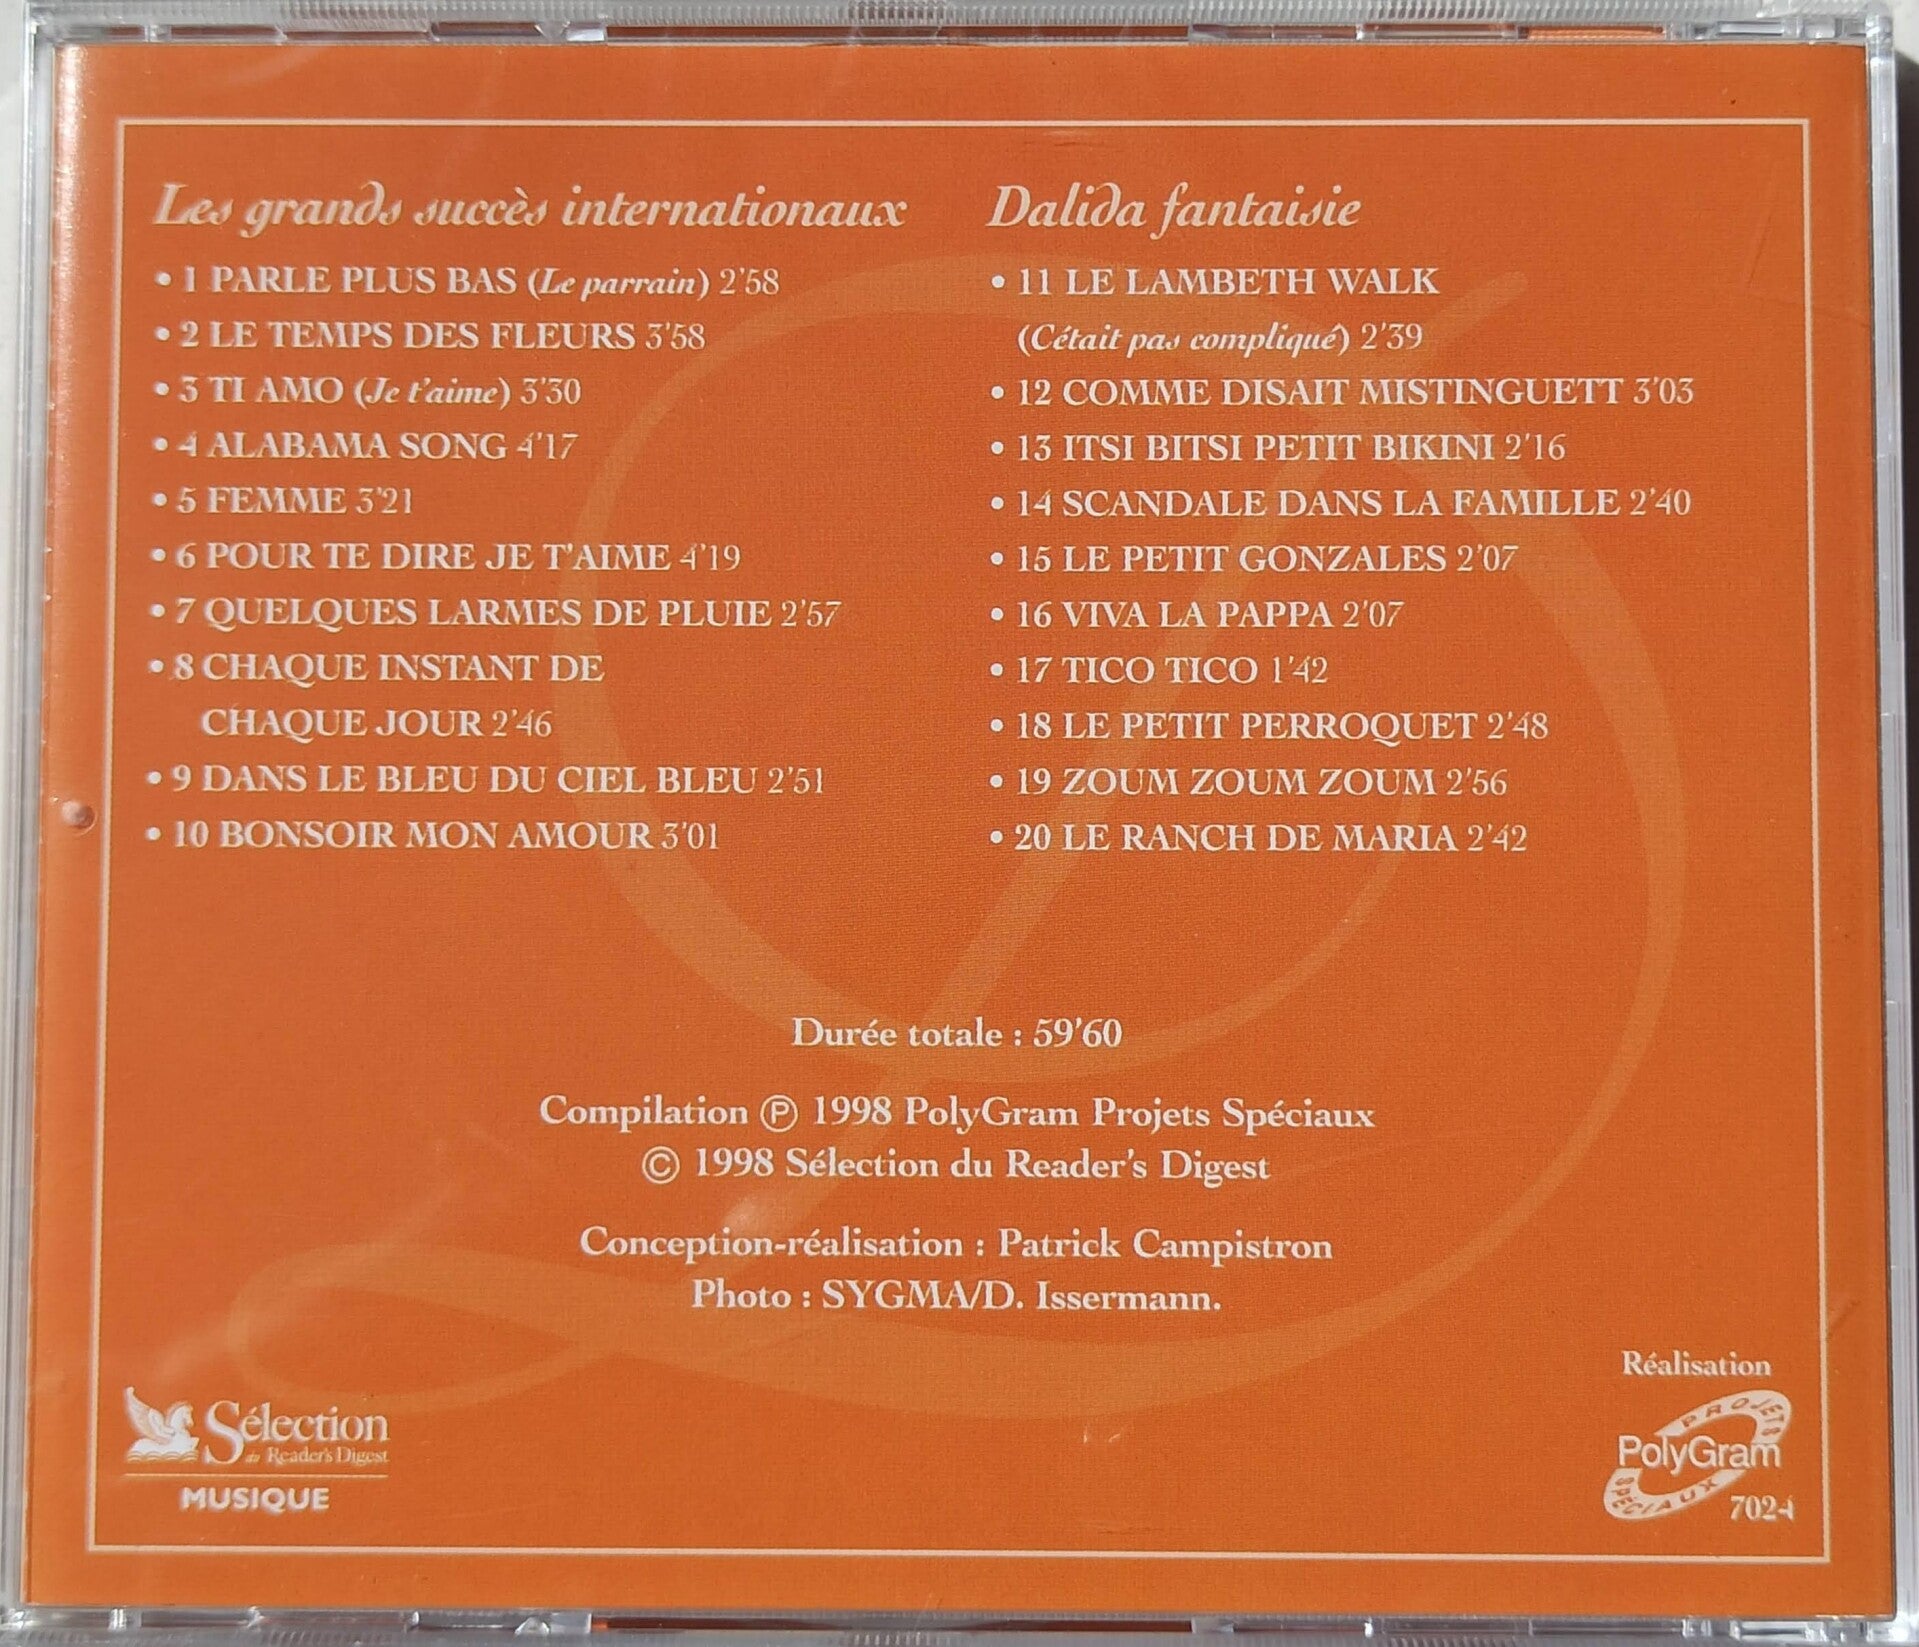 Les grands succès internationaux
• 1 PARLE PLUS BAS (Le parrain) 2'58
• 2 LE TEMPS DES FLEURS 3'58
• 3 TI AMO (Je t'aime) 3'30
• 4 ALABAMA SONG 4'17
• 5 FEMME 3'21
• 6 POUR TE DIRE JE T'AIME 4'19
• 7 QUELQUES LARMES DE PLUIE 2'57
• 8 CHAQUE INSTANT DE
CHAQUE JOUR 2'46
• 9 DANS LE BLEU DU CIEL BLEU 2'51
• 10 BONSOIR MON AMOUR 3'01
Dalida fantaisie
• 11 LE LAMBETH WALK
(Cétait pas compliqué) 2'39
• 12 COMME DISAIT MISTINGUETT 3'03
• 13 ITSI BITSI PETIT BIKINI 2'16
• 14 SCANDALE DANS LA FAMILLE 2'40
• 15 LE PETIT GONZALES 2'07
• 16 VIVA LA PAPPA 2'07
• 17 TICO TICO 1'42
• 18 LE PETIT PERROQUET 2'48
• 19 ZOUM ZOUM ZOUM 2'56
• 20 LE RANCH DE MARIA 2'42
Durée totale : 59'60
Compilation ℗ 1998 PolyGram Projets Spéciaux
© 1998 Sélection du Reader's Digest
Conception-réalisation : Patrick Campistron
Photo : SYGMA/D. Issermann.
Sélection
du Reader's Digest
MUSIQUE
Réalisation
PROJETS
PolyGram
SPÉCIAUX
7024